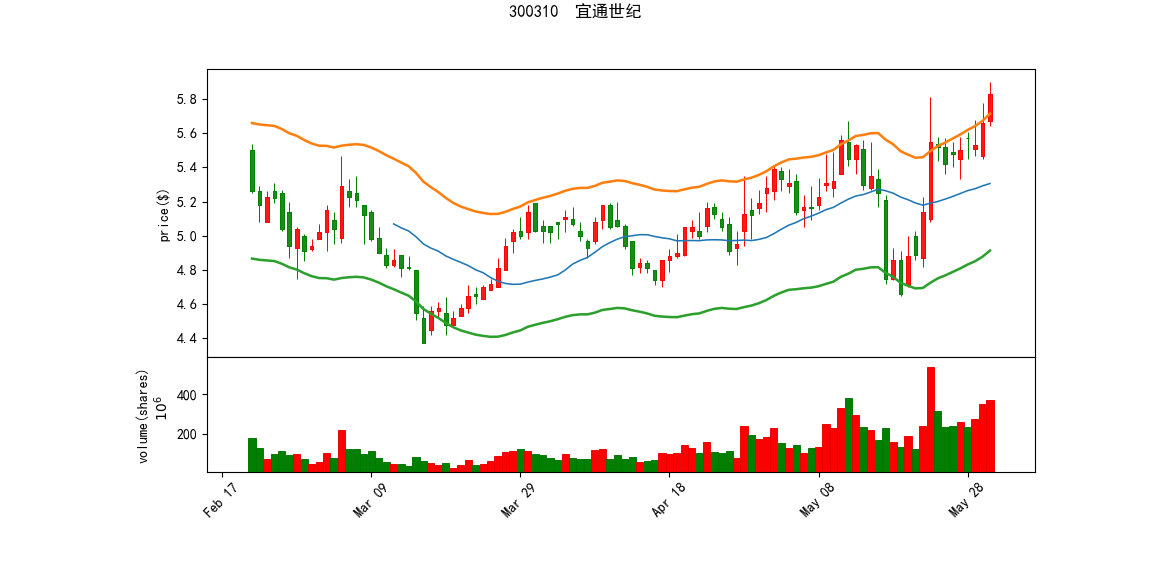 300310 宜通世纪
price($)
5.8
5.6
5.4
5.2
5.0
4.8
4.6
4.4
volume(shares)
10^6
400
200
Feb 17
Mar 09
Mar 29
Apr 18
May 08
May 28